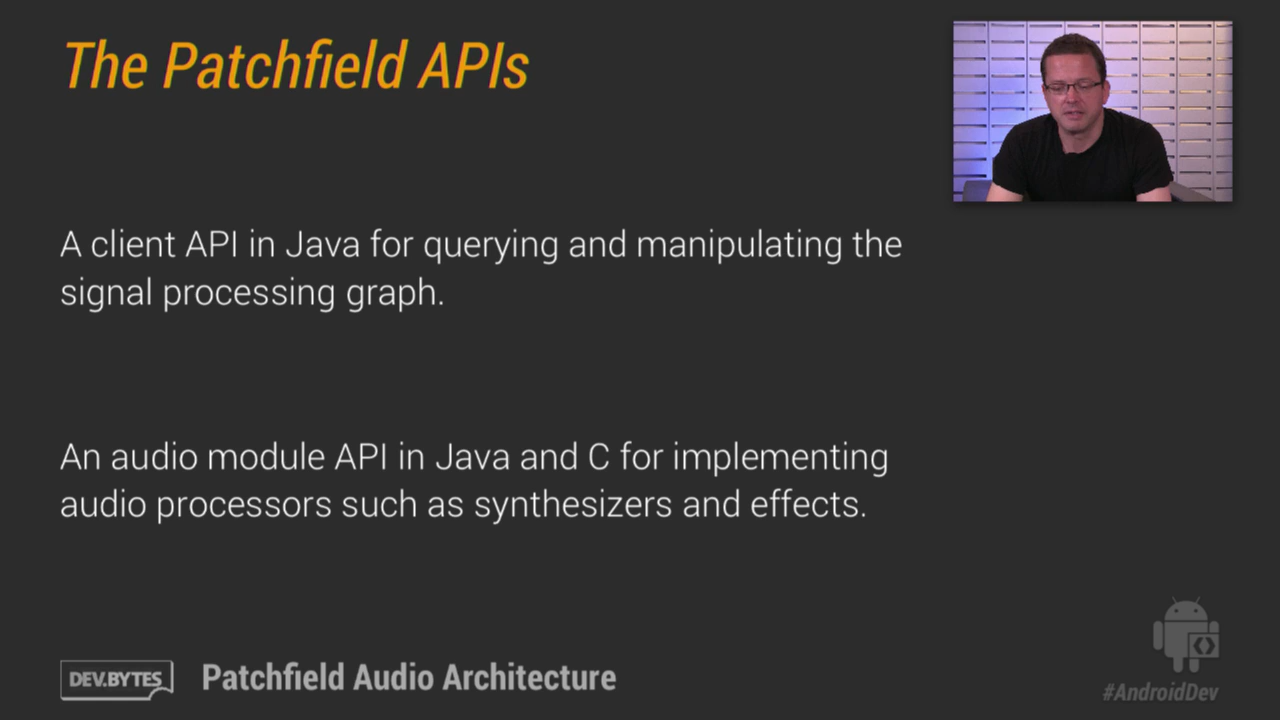 The Patchfield APIs
A client API in Java for querying and manipulating the
signal processing graph.
An audio module API in Java and C for implementing
audio processors such as synthesizers and effects.
DEV.BYTES
Patchfield Audio Architecture
#AndroidDev